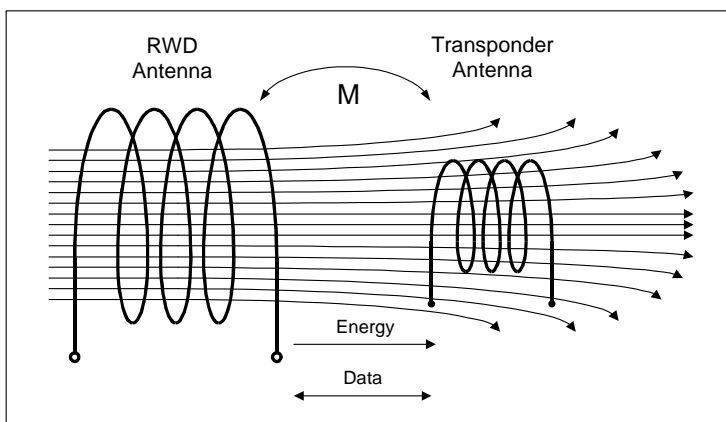 RWD
Antenna
Transponder
Antenna
M
Energy
Data